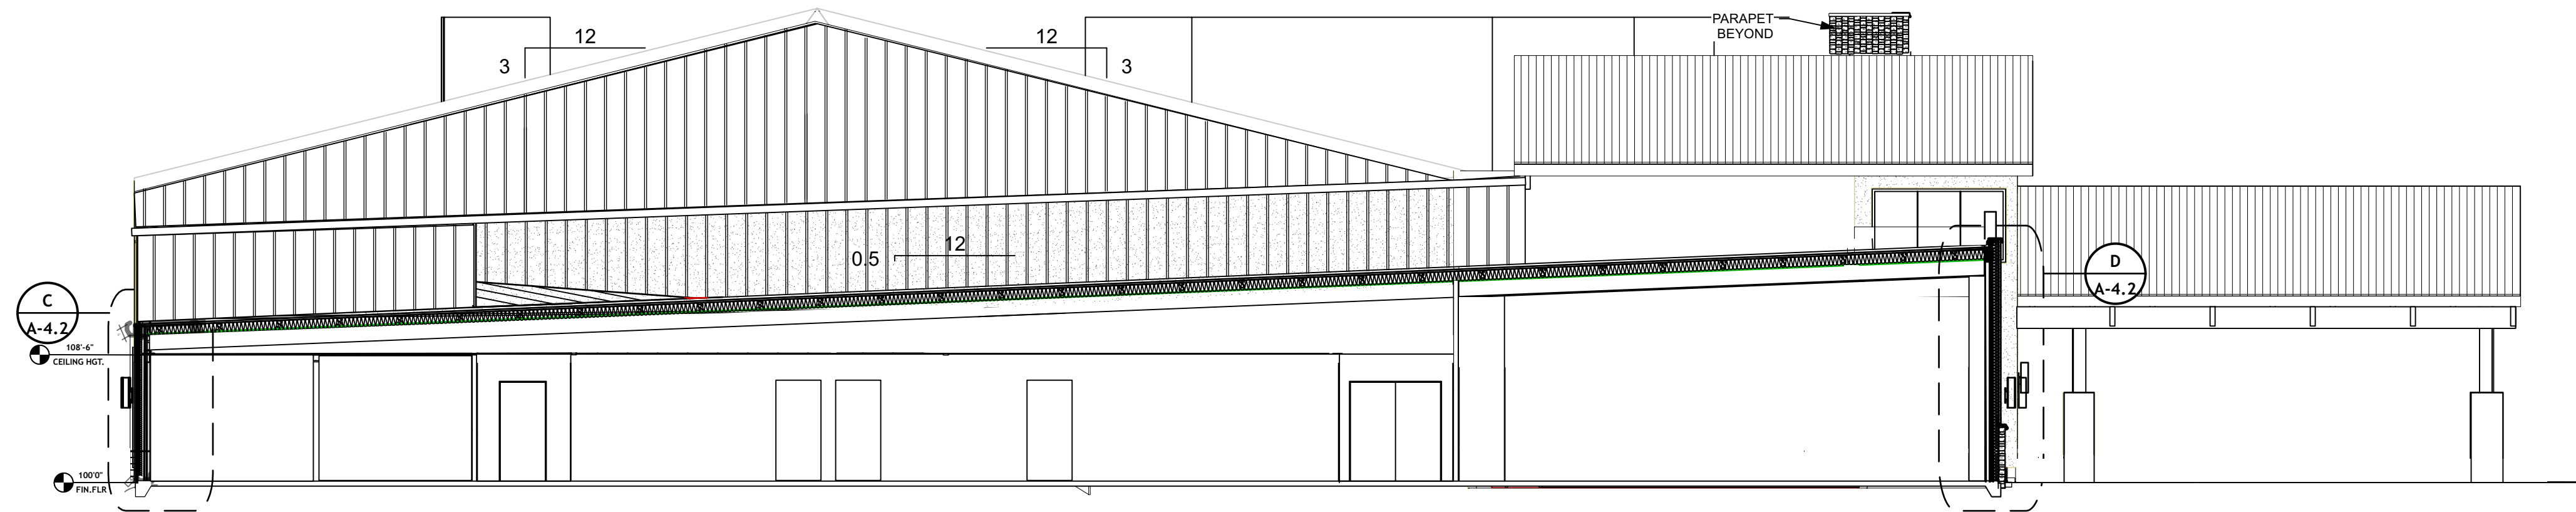 PARAPET
BEYOND
12
3
12
3
12
0.5
C
A-4.2
D
A-4.2
108'-6"
CEILING HGT.
100'0"
FIN.FLR